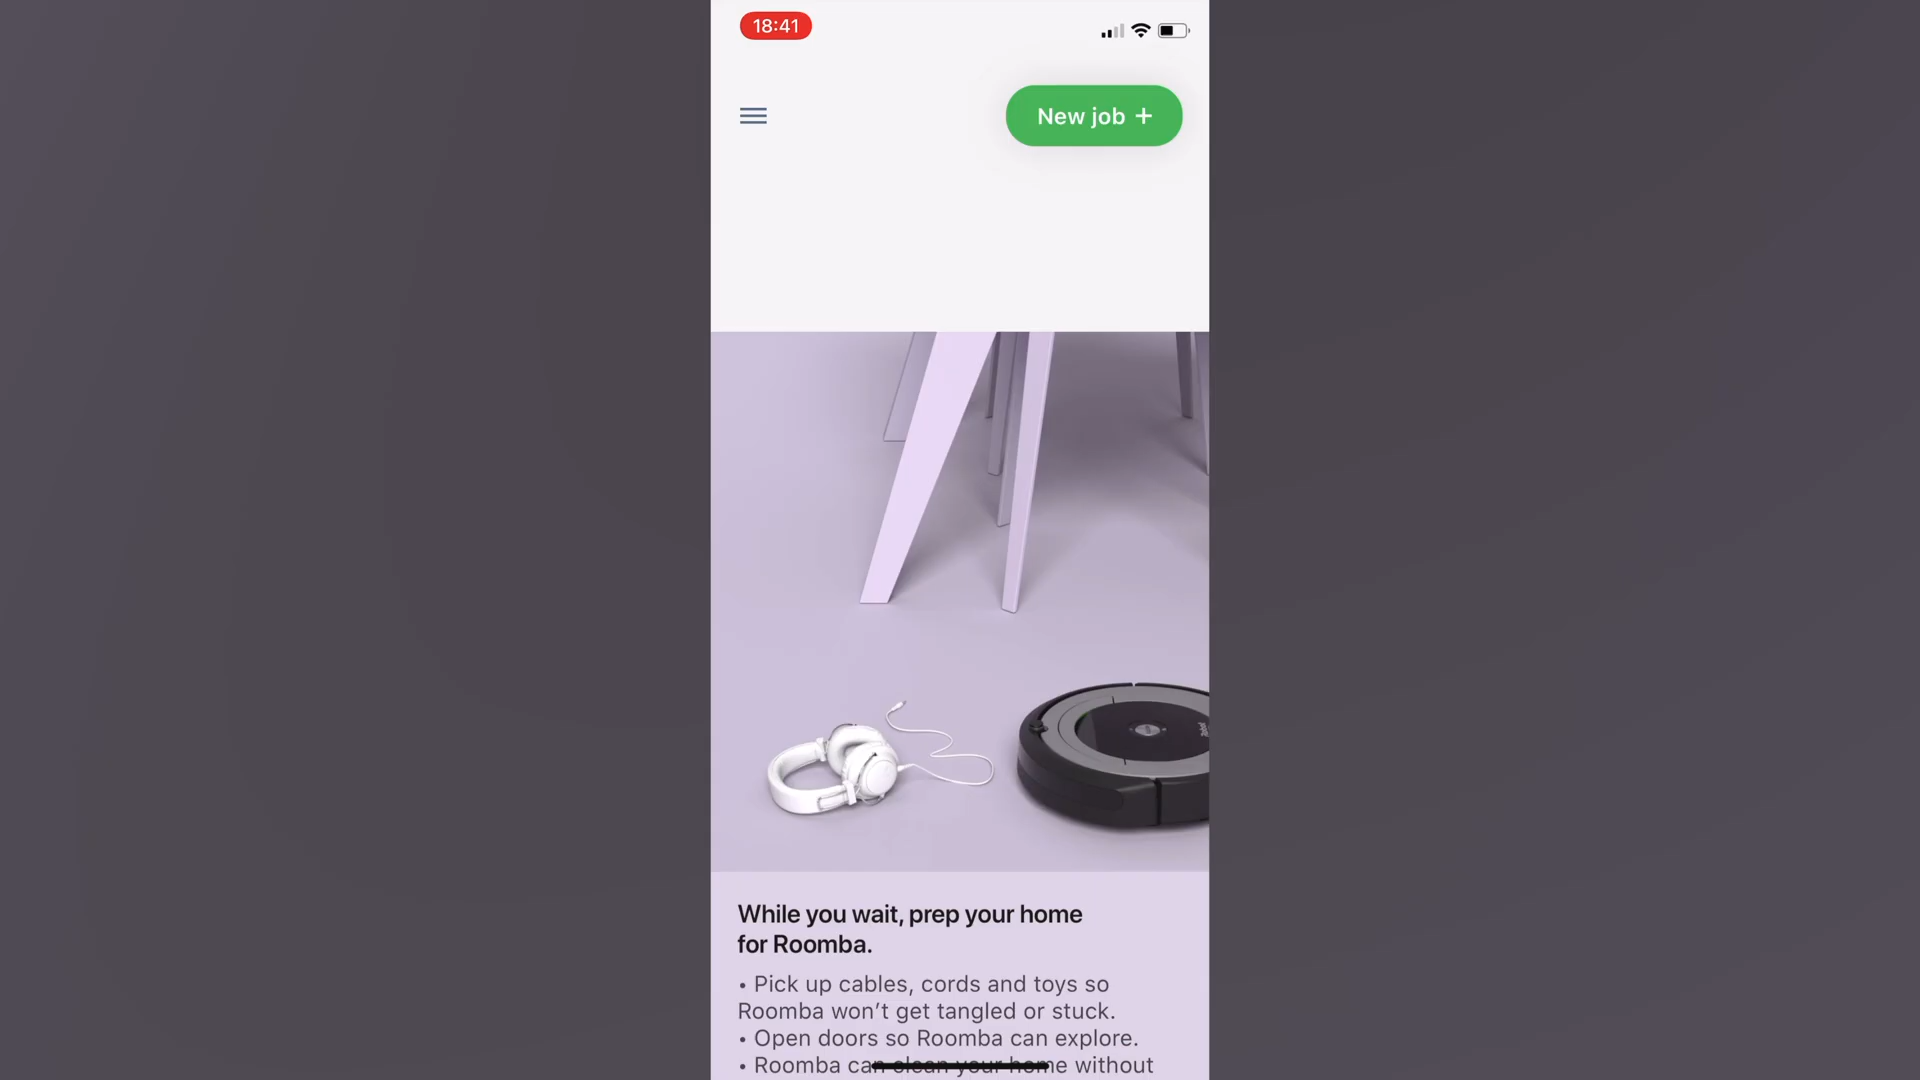 18:41
New job +
While you wait, prep your home
for Roomba.
• Pick up cables, cords and toys so
Roomba won't get tangled or stuck.
• Open doors so Roomba can explore.
• Roomba can clean your home without